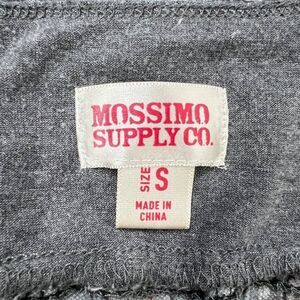 MOSSIMO
SUPPLY CO.
SIZE S
MADE IN
CHINA